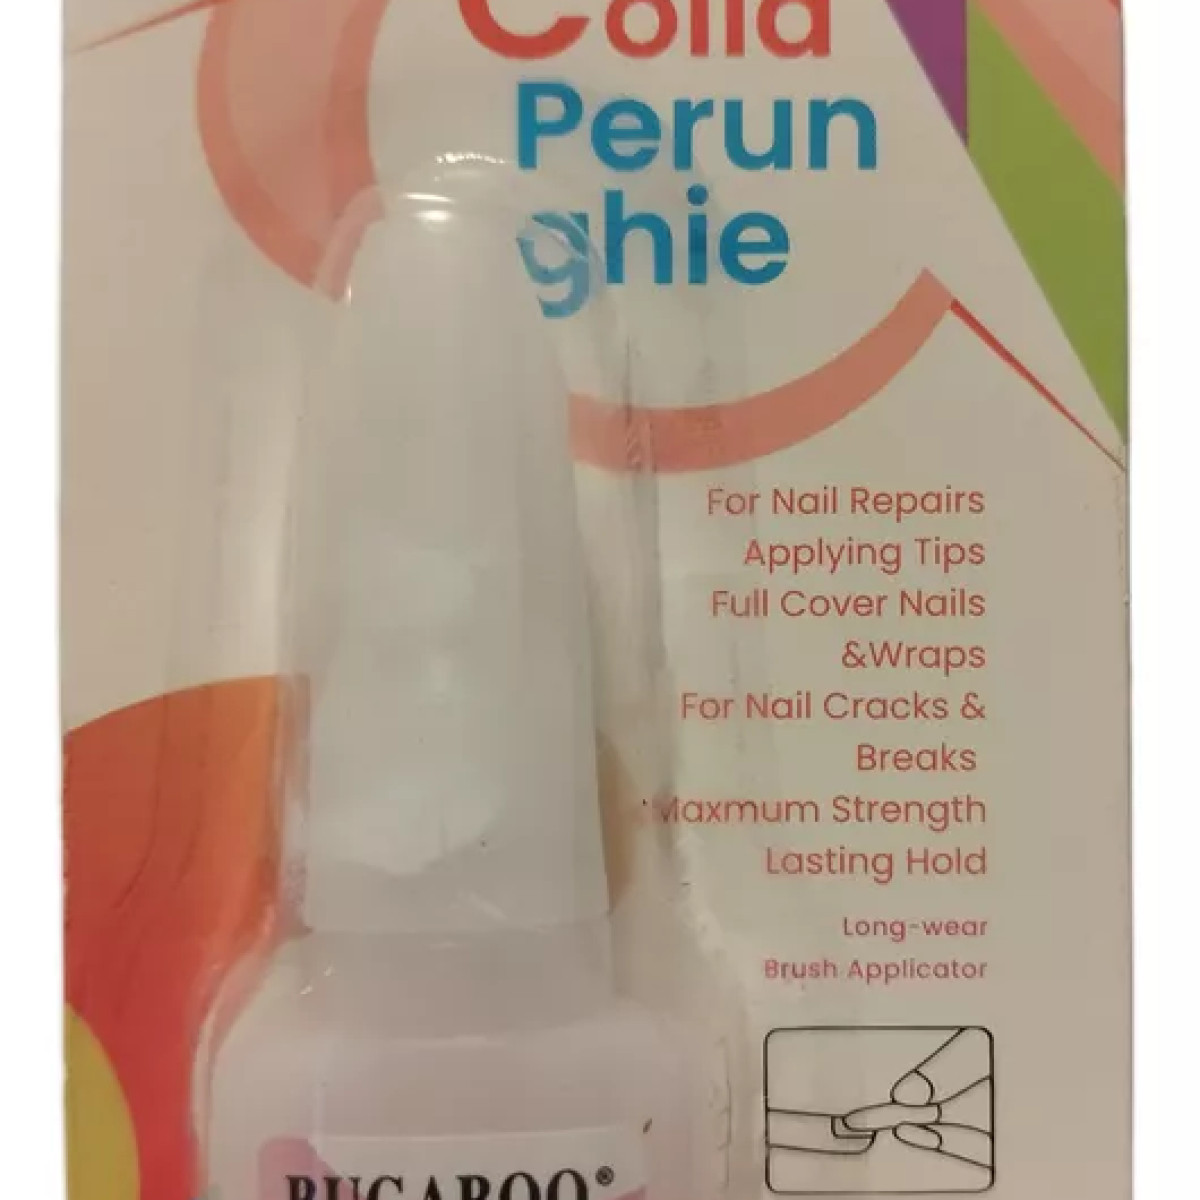 Colla
Perun
ghie
For Nail Repairs
Applying Tips
Full Cover Nails
&Wraps
For Nail Cracks &
Breaks
Maxmum Strength
Lasting Hold
Long-wear
Brush Applicator
BUGAROO®